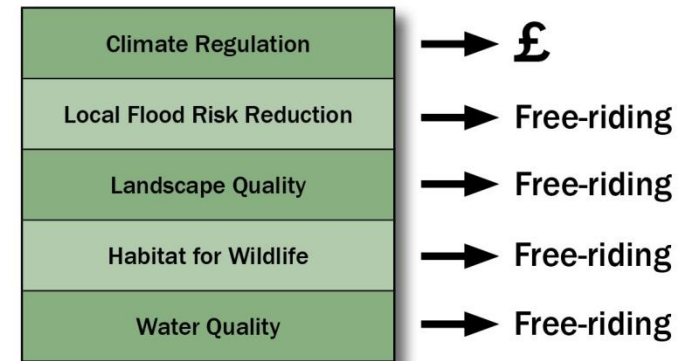 Climate Regulation £
Local Flood Risk Reduction Free-riding
Landscape Quality Free-riding
Habitat for Wildlife Free-riding
Water Quality Free-riding